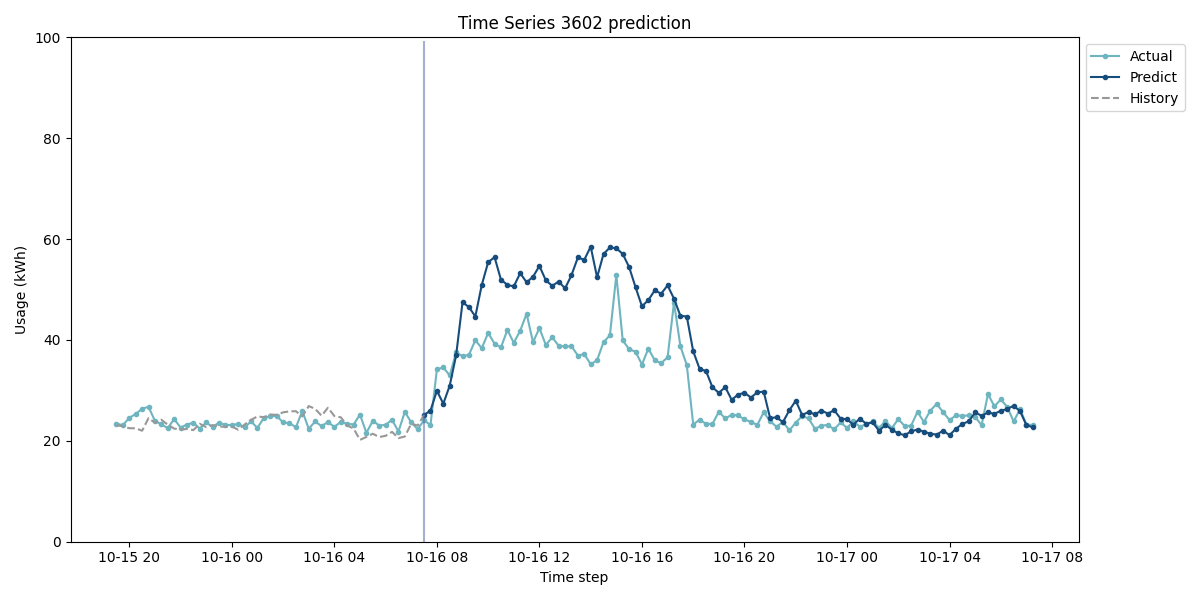 Time Series 3602 prediction
100
80
60
40
20
0
Usage (kWh)
10-15 20
10-16 00
10-16 04
10-16 08
10-16 12
10-16 16
10-16 20
10-17 00
10-17 04
10-17 08
Time step
Actual
Predict
History